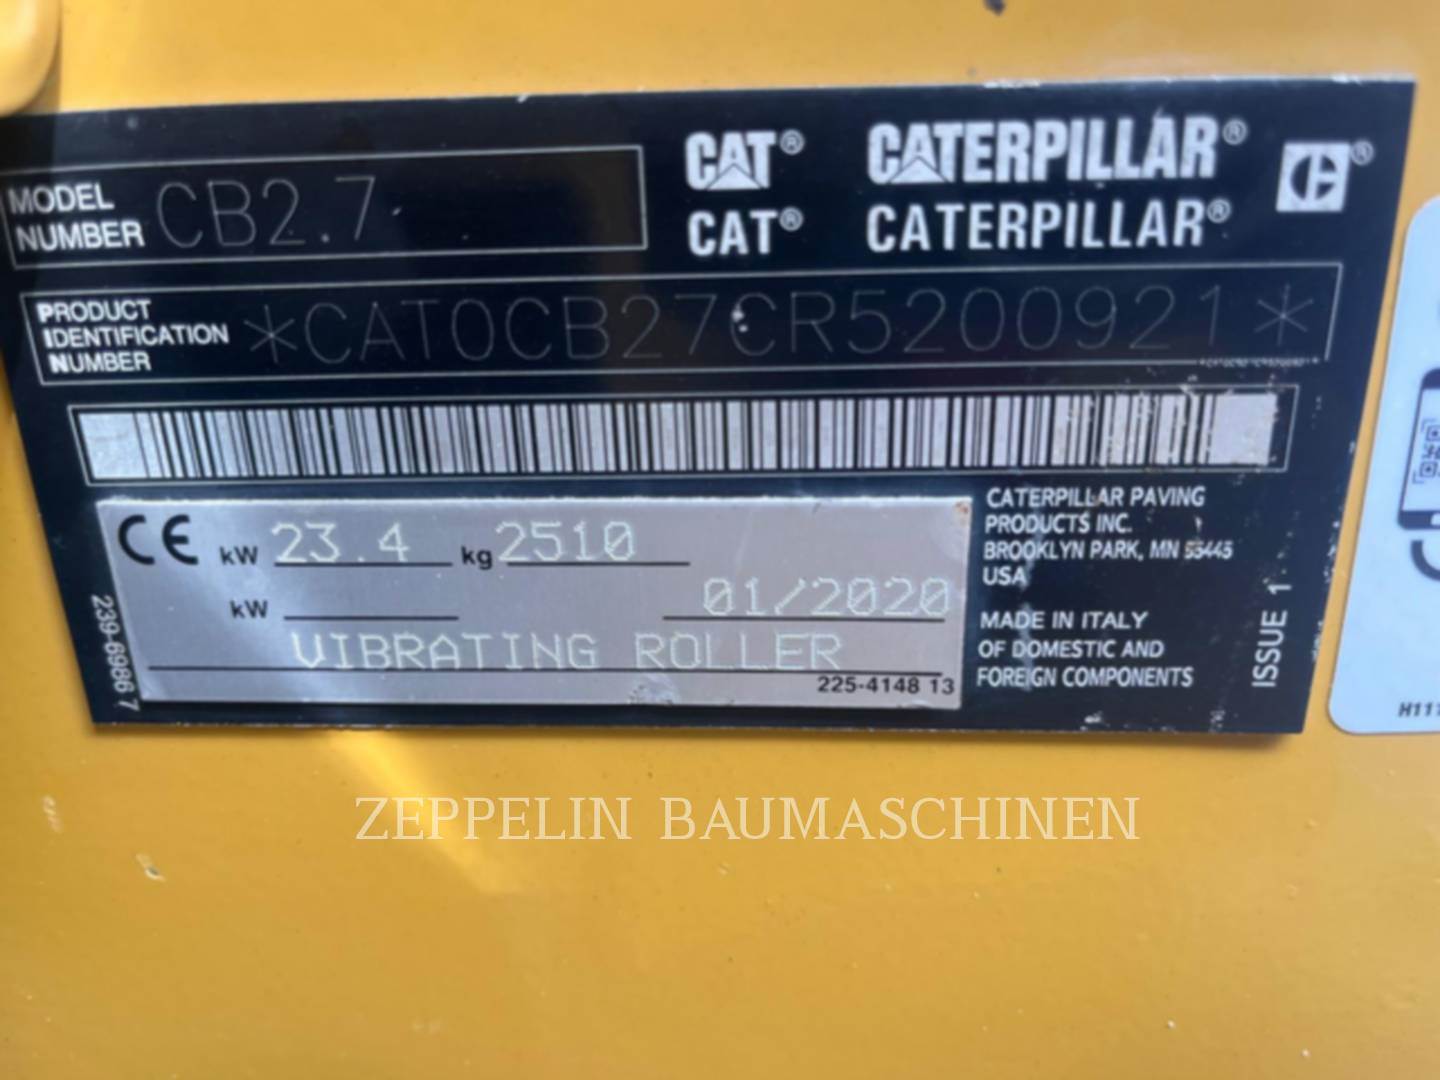 MODEL
NUMBER CB2.7
CAT® CATERPILLAR®
CAT® CATERPILLAR®
PRODUCT
IDENTIFICATION
NUMBER *CAT0CB27CR5200921*
CE kW 23.4 kg 2510
kW 01/2020
VIBRATING ROLLER
225-4148 13
239-6986 7
CATERPILLAR PAVING
PRODUCTS INC.
BROOKLYN PARK, MN 55445
USA
MADE IN ITALY
OF DOMESTIC AND
FOREIGN COMPONENTS
ISSUE 1
H111
ZEPPELIN BAUMASCHINEN